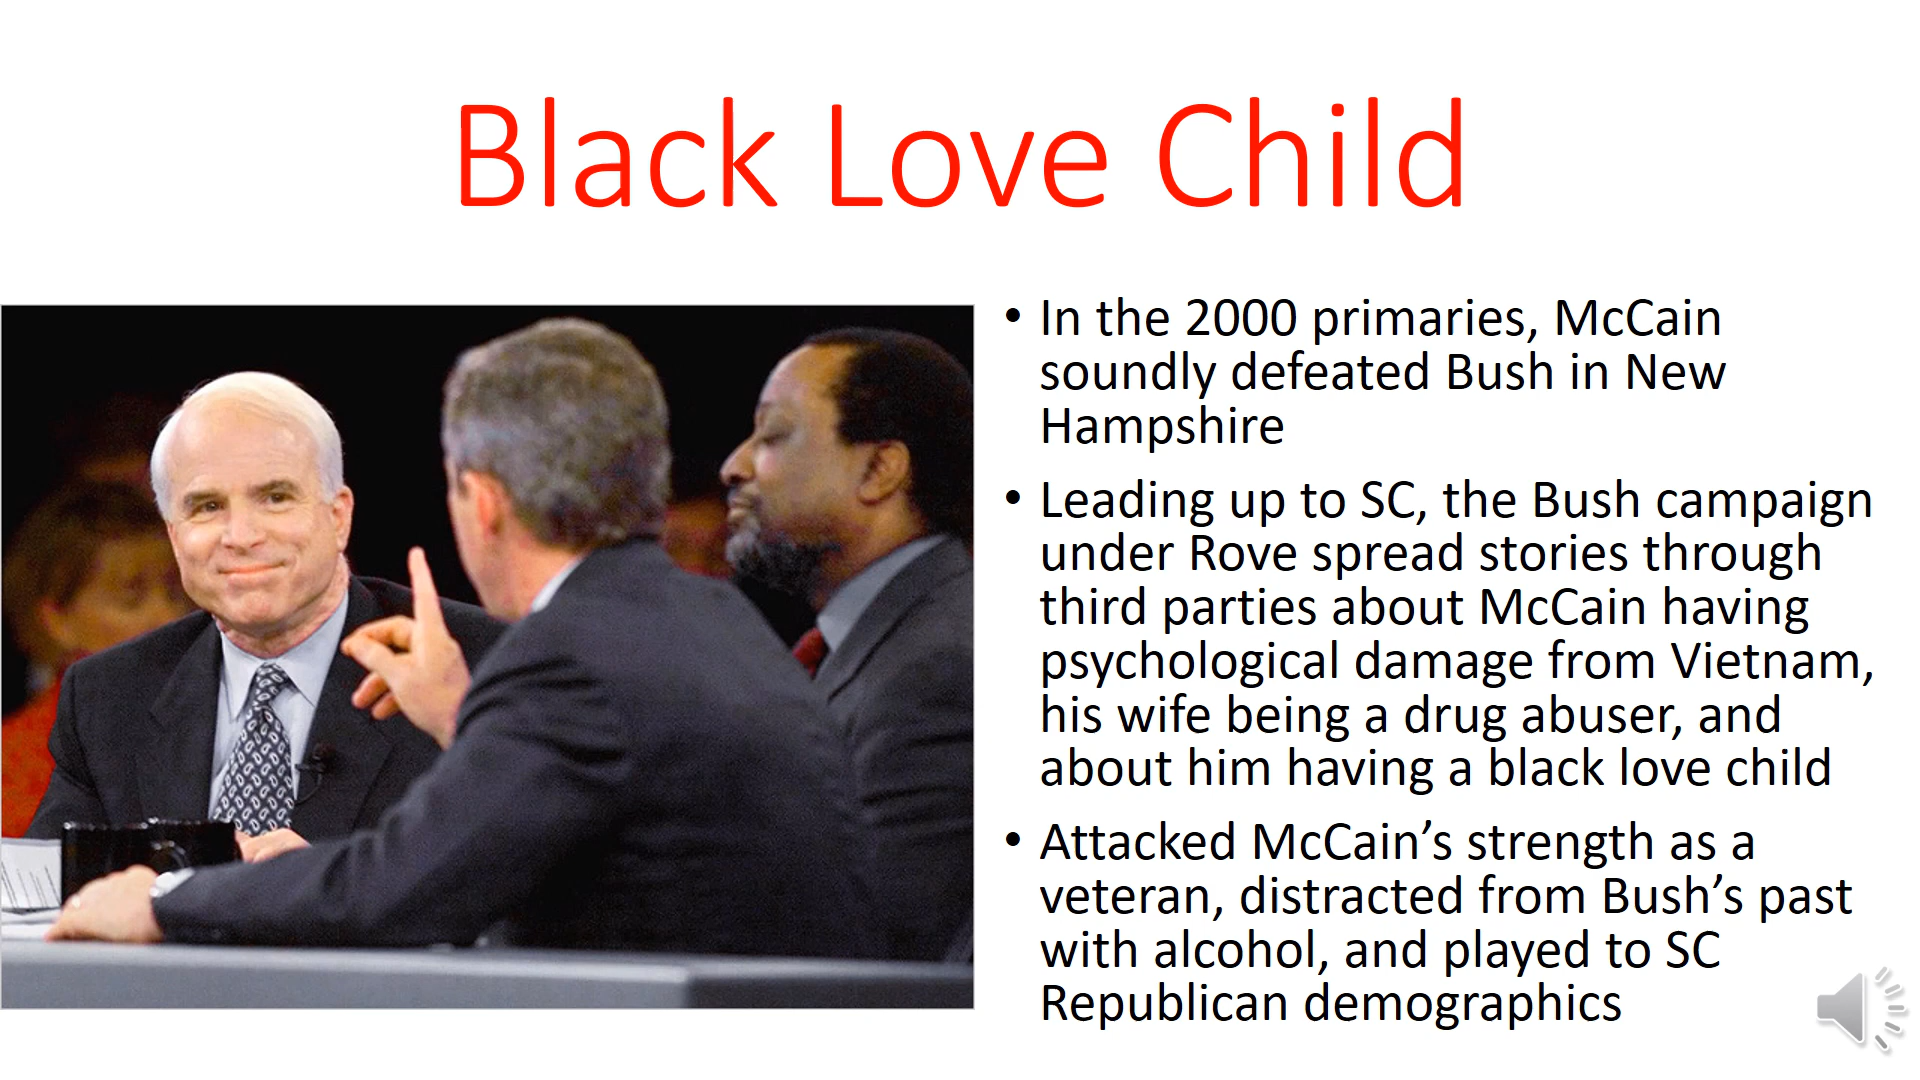 Black Love Child
• In the 2000 primaries, McCain
soundly defeated Bush in New
Hampshire
• Leading up to SC, the Bush campaign
under Rove spread stories through
third parties about McCain having
psychological damage from Vietnam,
his wife being a drug abuser, and
about him having a black love child
• Attacked McCain’s strength as a
veteran, distracted from Bush’s past
with alcohol, and played to SC
Republican demographics